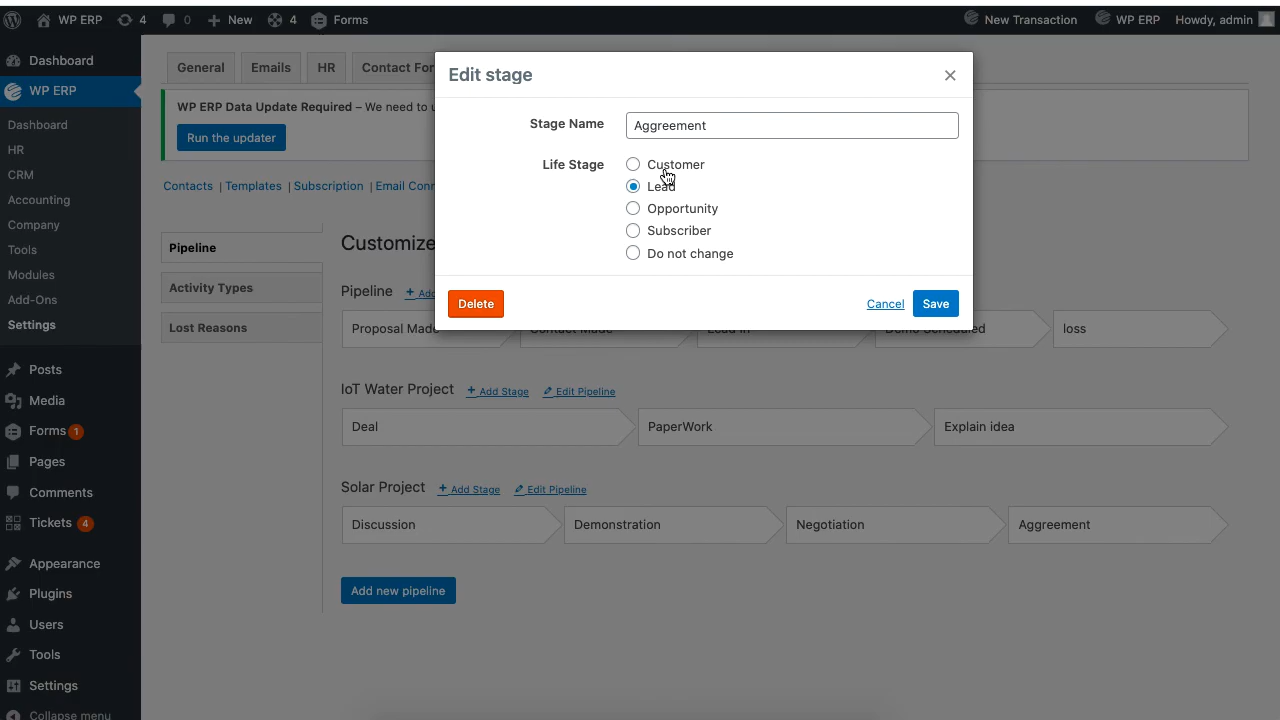 WP ERP 4 0 New 4 Forms New Transaction WP ERP Howdy, admin
Dashboard
WP ERP
Dashboard
HR
CRM
Accounting
Company
Tools
Modules
Add-Ons
Settings
Posts
Media
Forms 1
Pages
Comments
Tickets 4
Appearance
Plugins
Users
Tools
Settings
Collapse menu
General Emails HR Contact For
WP ERP Data Update Required – We need to u
Run the updater
Contacts | Templates | Subscription | Email Conn
Pipeline
Activity Types
Lost Reasons
Customize
Pipeline + Add
Proposal Made Contact Made Lead In Demo Scheduled loss
IoT Water Project + Add Stage Edit Pipeline
Deal PaperWork Explain idea
Solar Project + Add Stage Edit Pipeline
Discussion Demonstration Negotiation Aggreement
Add new pipeline
Edit stage ×
Stage Name Aggreement
Life Stage Customer
Lead
Opportunity
Subscriber
Do not change
Delete Cancel Save